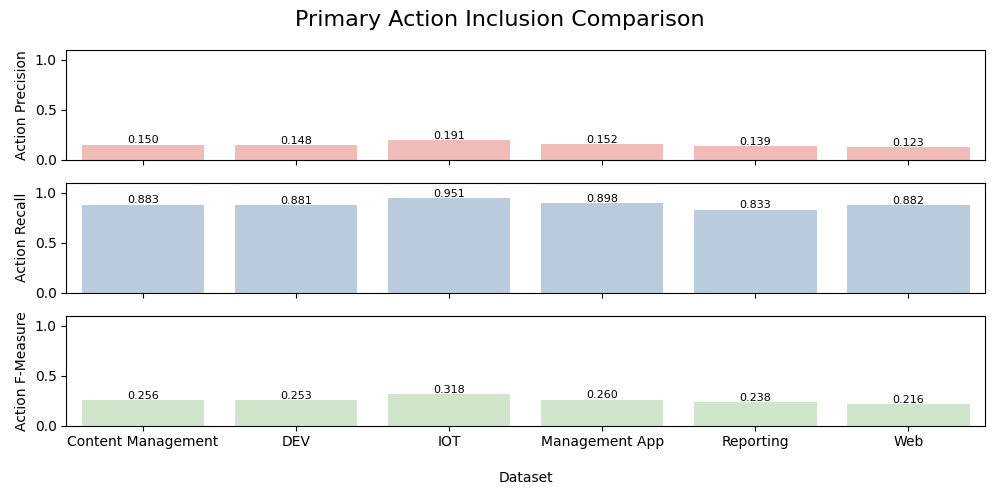 Primary Action Inclusion Comparison
Action Precision
1.0
0.5
0.0
0.150 0.148 0.191 0.152 0.139 0.123
Action Recall
1.0
0.5
0.0
0.883 0.881 0.951 0.898 0.833 0.882
Action F-Measure
1.0
0.5
0.0
0.256 0.253 0.318 0.260 0.238 0.216
Content Management DEV IOT Management App Reporting Web
Dataset